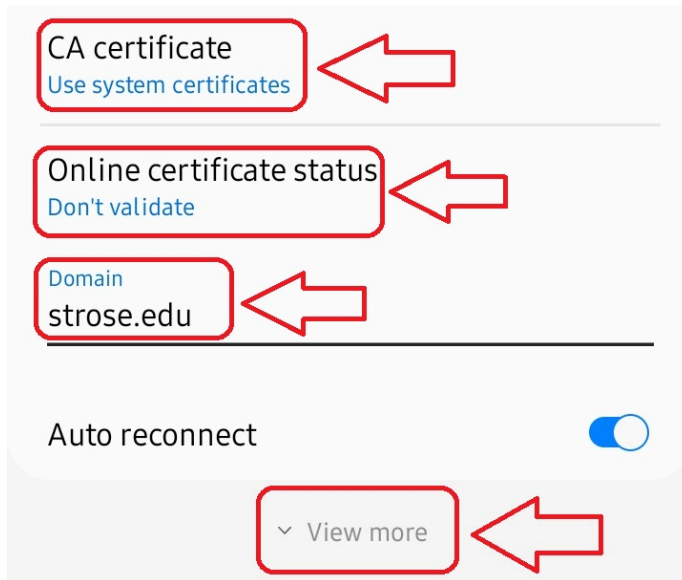 CA certificate
Use system certificates
Online certificate status
Don't validate
Domain
strose.edu
Auto reconnect
View more